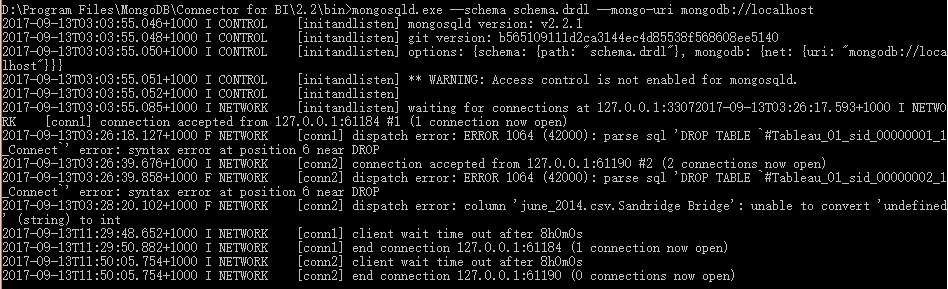 D:\Program Files\MongoDB\Connector for BI\2.2\bin>mongosqld.exe --schema schema.drdl --mongo-uri mongodb://localhost
2017-09-13T03:03:55.046+1000 I CONTROL    [initandlisten] mongosqld version: v2.2.1
2017-09-13T03:03:55.048+1000 I CONTROL    [initandlisten] git version: b565109111d2ca3144ec4d85538f568608ee5140
2017-09-13T03:03:55.050+1000 I CONTROL    [initandlisten] options: {schema: {path: "schema.drdl"}, mongodb: {net: {uri: "mongodb://loca
lhost"}}}
2017-09-13T03:03:55.051+1000 I CONTROL    [initandlisten] ** WARNING: Access control is not enabled for mongosqld.
2017-09-13T03:03:55.052+1000 I CONTROL    [initandlisten]
2017-09-13T03:03:55.085+1000 I NETWORK    [initandlisten] waiting for connections at 127.0.0.1:33072017-09-13T03:26:17.593+1000 I NETWO
RK    [conn1] connection accepted from 127.0.0.1:61184 #1 (1 connection now open)
2017-09-13T03:26:18.127+1000 F NETWORK    [conn1] dispatch error: ERROR 1064 (42000): parse sql 'DROP TABLE `#Tableau_01_sid_00000001_1
_Connect`' error: syntax error at position 6 near DROP
2017-09-13T03:26:39.676+1000 I NETWORK    [conn2] connection accepted from 127.0.0.1:61190 #2 (2 connections now open)
2017-09-13T03:26:39.858+1000 F NETWORK    [conn2] dispatch error: ERROR 1064 (42000): parse sql 'DROP TABLE `#Tableau_01_sid_00000002_1
_Connect`' error: syntax error at position 6 near DROP
2017-09-13T03:28:20.102+1000 F NETWORK    [conn2] dispatch error: column 'june_2014.csv.Sandridge Bridge': unable to convert 'undefined
' (string) to int
2017-09-13T11:29:48.652+1000 I NETWORK    [conn1] client wait time out after 8h0m0s
2017-09-13T11:29:50.882+1000 I NETWORK    [conn1] end connection 127.0.0.1:61184 (1 connection now open)
2017-09-13T11:50:05.754+1000 I NETWORK    [conn2] client wait time out after 8h0m0s
2017-09-13T11:50:05.754+1000 I NETWORK    [conn2] end connection 127.0.0.1:61190 (0 connections now open)